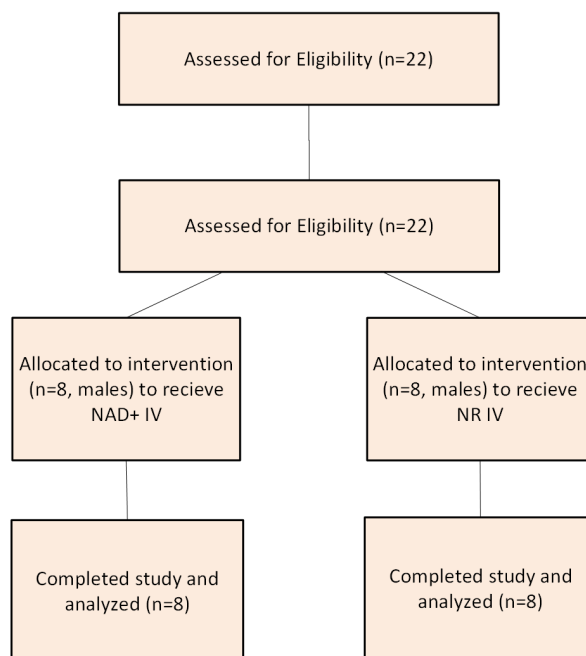 Assessed for Eligibility (n=22)
Assessed for Eligibility (n=22)
Allocated to intervention
(n=8, males) to recieve
NAD+ IV
Allocated to intervention
(n=8, males) to recieve
NR IV
Completed study and
analyzed (n=8)
Completed study and
analyzed (n=8)